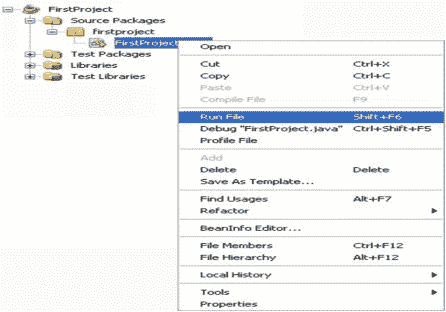 FirstProject
Source Packages
firstproject
FirstProject
Test Packages
Libraries
Test Libraries
Open
Cut Ctrl+X
Copy Ctrl+C
Paste Ctrl+V
Compile File F9
Run File Shift+F6
Debug "FirstProject.java" Ctrl+Shift+F5
Profile File
Add
Delete Delete
Save As Template...
Find Usages Alt+F7
Refactor
BeanInfo Editor...
File Members Ctrl+F12
File Hierarchy Alt+F12
Local History
Tools
Properties